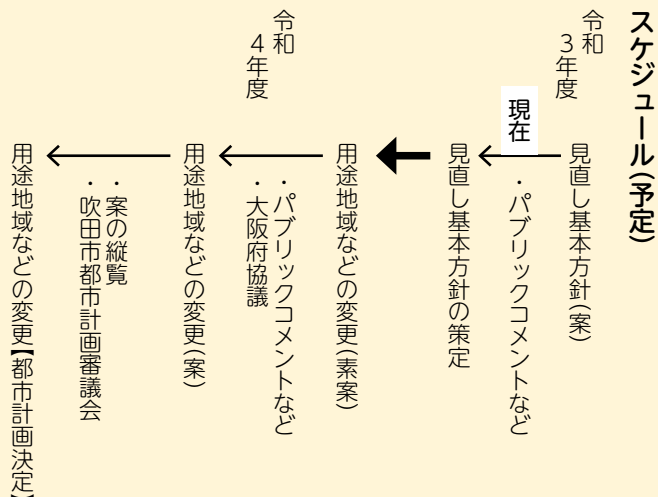 スケジュール(予定)
令和
3年度
見直し基本方針(案)
現在
・パブリックコメントなど
見直し基本方針の策定
用途地域などの変更(素案)
令和
4年度
・パブリックコメントなど
・大阪府協議
用途地域などの変更(案)
・案の縦覧
・吹田市都市計画審議会
用途地域などの変更【都市計画決定】